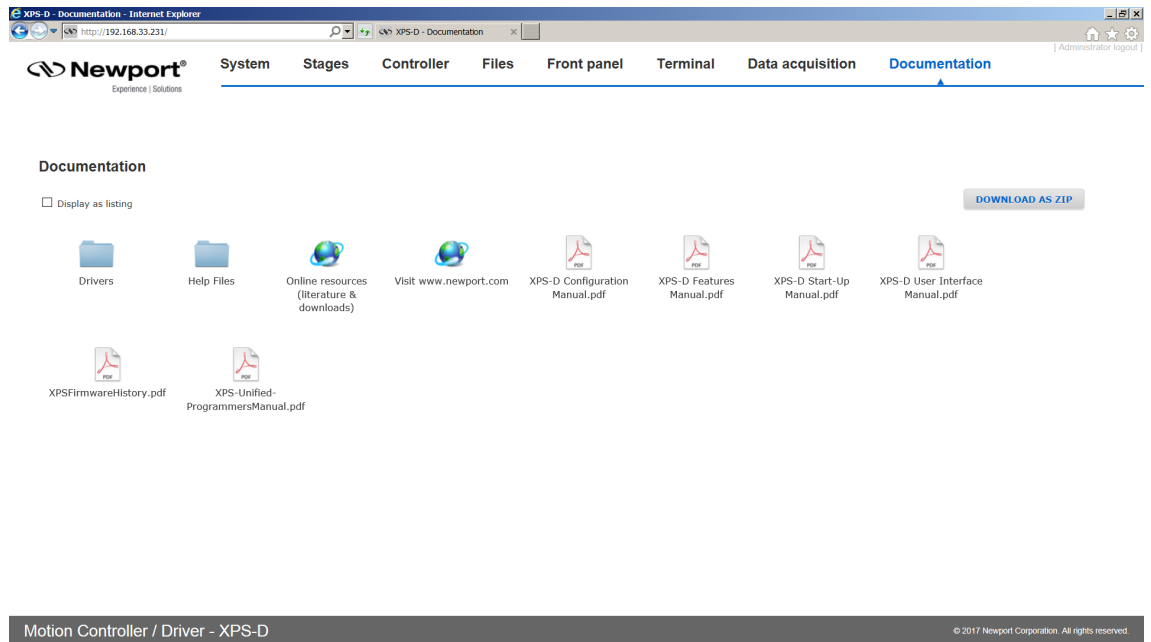 XPS-D - Documentation - Internet Explorer
http://192.168.33.231/
XPS-D - Documentation
[ Administrator logout ]
Newport®
Experience | Solutions
System Stages Controller Files Front panel Terminal Data acquisition Documentation
Documentation
Display as listing
DOWNLOAD AS ZIP
Drivers
Help Files
Online resources
(literature &
downloads)
Visit www.newport.com
PDF
XPS-D Configuration
Manual.pdf
PDF
XPS-D Features
Manual.pdf
PDF
XPS-D Start-Up
Manual.pdf
PDF
XPS-D User Interface
Manual.pdf
PDF
XPSFirmwareHistory.pdf
PDF
XPS-Unified-
ProgrammersManual.pdf
Motion Controller / Driver - XPS-D
© 2017 Newport Corporation. All rights reserved.